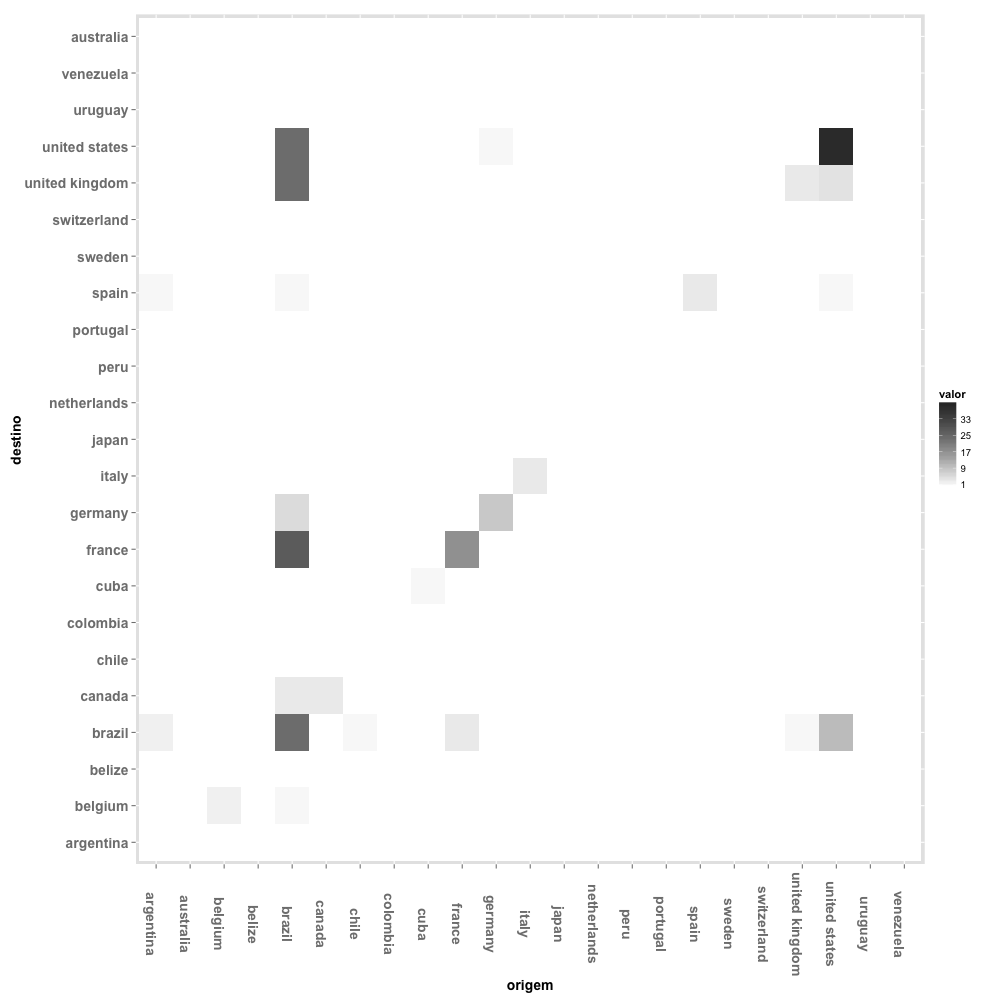 australia
venezuela
uruguay
united states
united kingdom
switzerland
sweden
spain
portugal
peru
netherlands
japan
italy
germany
france
cuba
colombia
chile
canada
brazil
belize
belgium
argentina
destino
argentina
australia
belgium
belize
brazil
canada
chile
colombia
cuba
france
germany
italy
japan
netherlands
peru
portugal
spain
sweden
switzerland
united kingdom
united states
uruguay
venezuela
origem
valor
33
25
17
9
1